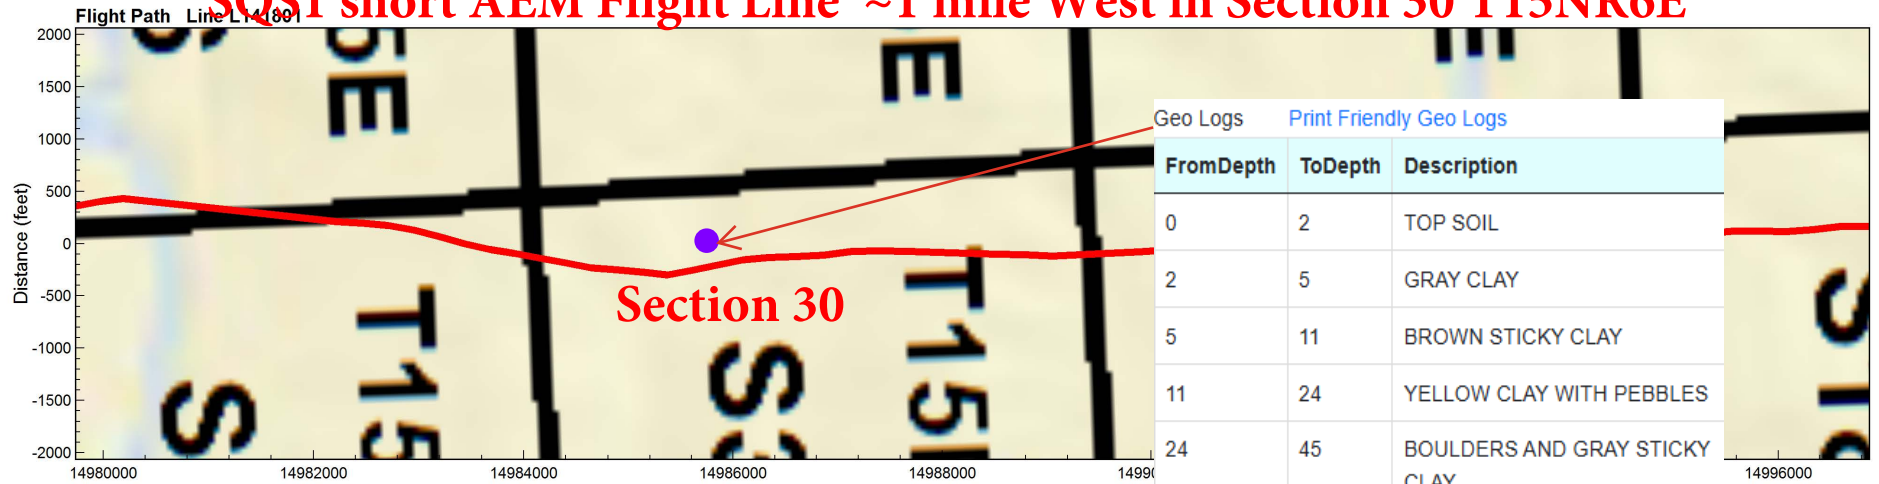 SQS1 short AEM Flight Line ~1 mile West in Section 30 T15NR6E
Flight Path Line L141801
2000
1500
1000
500
0
-500
-1000
-1500
-2000
Distance (feet)
14980000
14982000
14984000
14986000
14988000
14990
14996000
5E
E
E
T15
S
T15
S
S
Section 30
Geo Logs Print Friendly Geo Logs
FromDepth ToDepth Description
0 2 TOP SOIL
2 5 GRAY CLAY
5 11 BROWN STICKY CLAY
11 24 YELLOW CLAY WITH PEBBLES
24 45 BOULDERS AND GRAY STICKY
CLAY